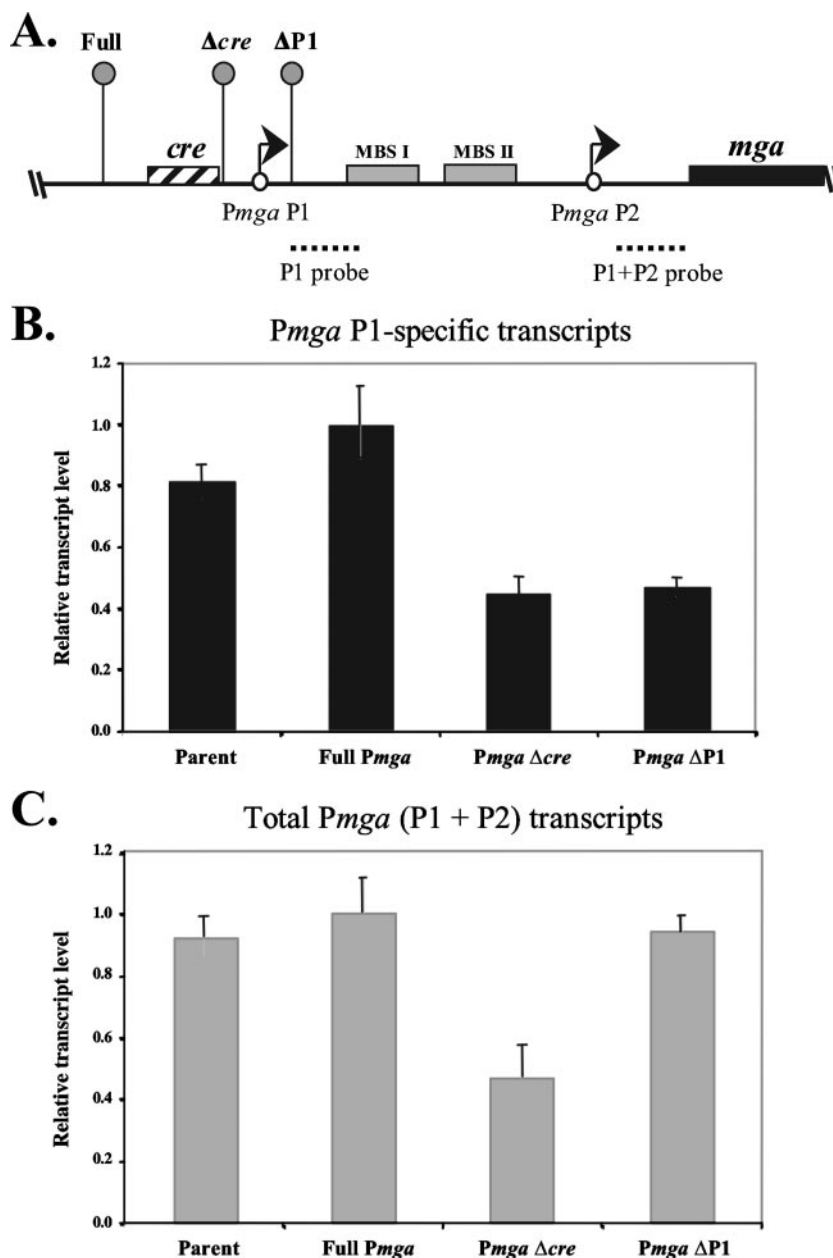 A.
Full Δcre ΔP1
cre MBS I MBS II mga
Pmga P1 Pmga P2
P1 probe P1+P2 probe
B.
Pmga P1-specific transcripts
Relative transcript level
1.2
1.0
0.8
0.6
0.4
0.2
0.0
Parent Full Pmga Pmga Δcre Pmga ΔP1
C.
Total Pmga (P1 + P2) transcripts
Relative transcript level
1.2
1.0
0.8
0.6
0.4
0.2
0.0
Parent Full Pmga Pmga Δcre Pmga ΔP1